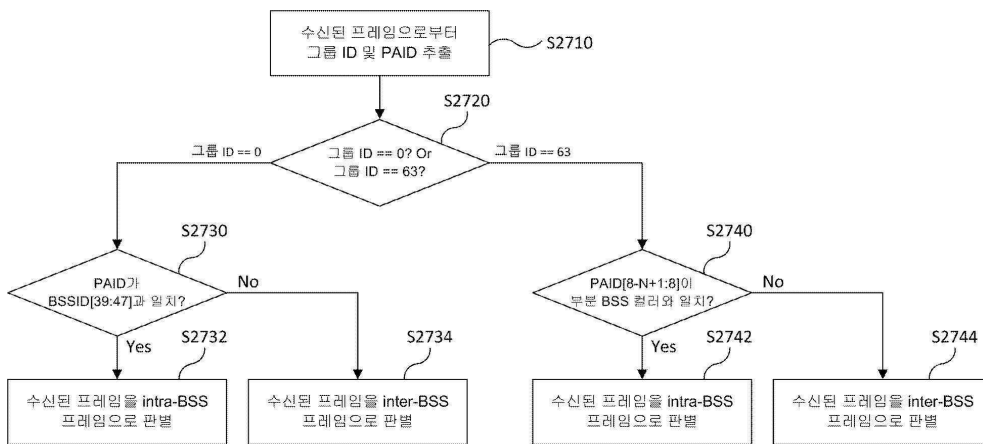 수신된 프레임으로부터
그룹 ID 및 PAID 추출
S2710
S2720
그룹 ID == 0
그룹 ID == 0? Or
그룹 ID == 63?
그룹 ID == 63
S2730
PAID가
BSSID[39:47]과 일치?
No
Yes
S2740
PAID[8-N+1:8]이
부분 BSS 컬러와 일치?
No
Yes
S2732
수신된 프레임을 intra-BSS
프레임으로 판별
S2734
수신된 프레임을 inter-BSS
프레임으로 판별
S2742
수신된 프레임을 intra-BSS
프레임으로 판별
S2744
수신된 프레임을 inter-BSS
프레임으로 판별